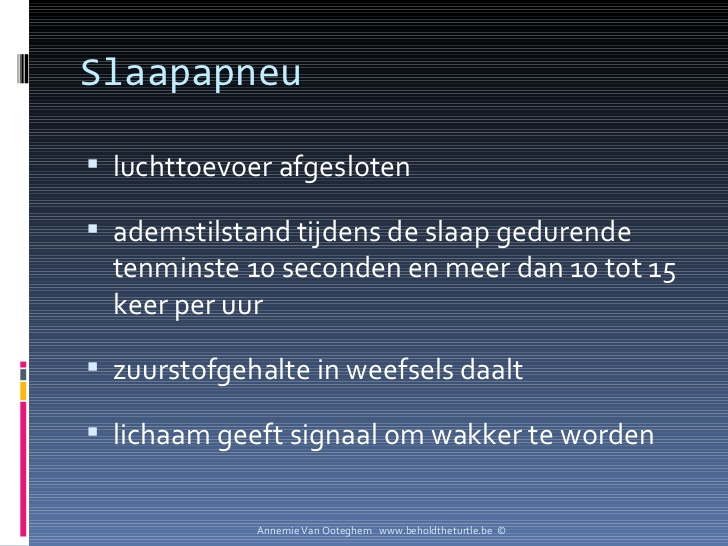 Slaapapneu
▪ luchttoevoer afgesloten
▪ ademstilstand tijdens de slaap gedurende
tenminste 10 seconden en meer dan 10 tot 15
keer per uur
▪ zuurstofgehalte in weefsels daalt
▪ lichaam geeft signaal om wakker te worden
Annemie Van Ooteghem www.beholdtheturtle.be ©